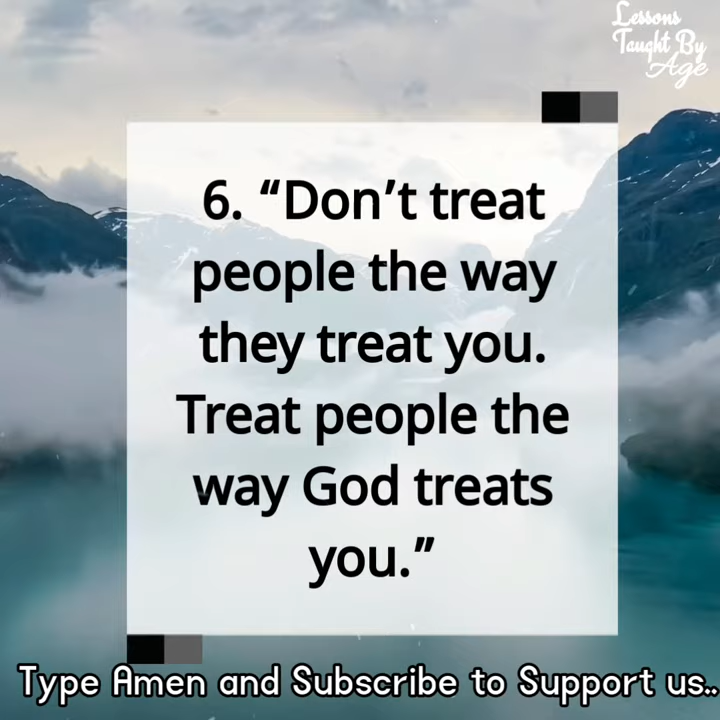 Lessons
Taught By
Age
6. “Don’t treat
people the way
they treat you.
Treat people the
way God treats
you.”
Type Amen and Subscribe to Support us..